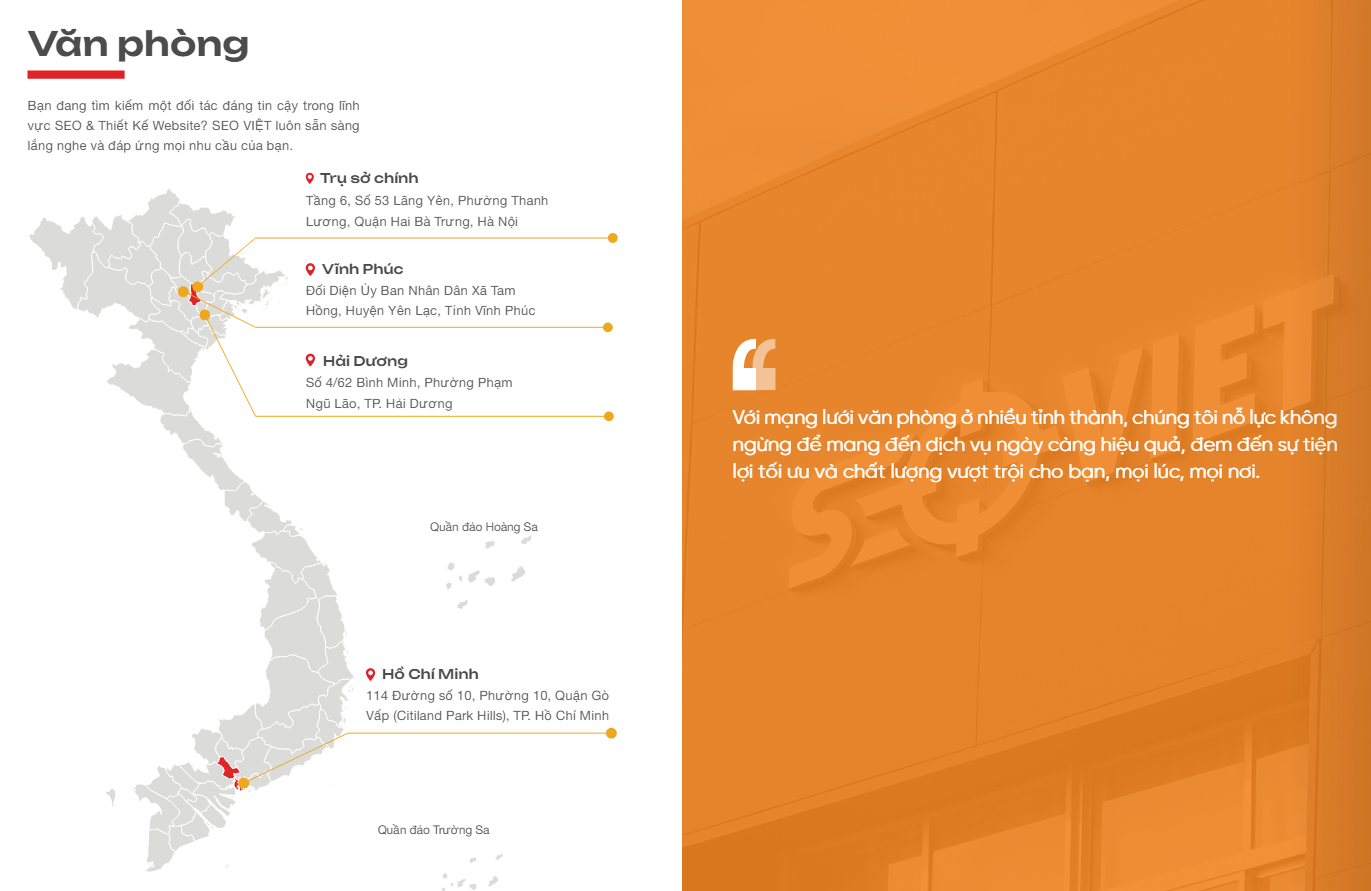 Văn phòng
Bạn đang tìm kiếm một đối tác đáng tin cậy trong lĩnh
vực SEO & Thiết Kế Website? SEO VIỆT luôn sẵn sàng
lắng nghe và đáp ứng mọi nhu cầu của bạn.
Trụ sở chính
Tầng 6, Số 53 Lãng Yên, Phường Thanh
Lương, Quận Hai Bà Trưng, Hà Nội
Vĩnh Phúc
Đối Diện Ủy Ban Nhân Dân Xã Tam
Hồng, Huyện Yên Lạc, Tỉnh Vĩnh Phúc
Hải Dương
Số 4/62 Bình Minh, Phường Phạm
Ngũ Lão, TP. Hải Dương
Quần đảo Hoàng Sa
Hồ Chí Minh
114 Đường số 10, Phường 10, Quận Gò
Vấp (Citiland Park Hills), TP. Hồ Chí Minh
Quần đảo Trường Sa
SEO VIET
Với mạng lưới văn phòng ở nhiều tỉnh thành, chúng tôi nỗ lực không
ngừng để mang đến dịch vụ ngày càng hiệu quả, đem đến sự tiện
lợi tối ưu và chất lượng vượt trội cho bạn, mọi lúc, mọi nơi.